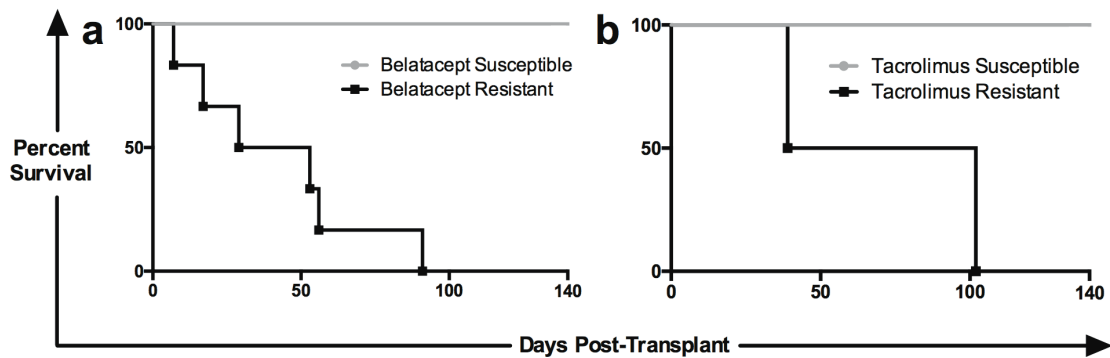 a
100
50
0
0
50
100
140
Belatacept Susceptible
Belatacept Resistant
b
100
50
0
0
50
100
140
Tacrolimus Susceptible
Tacrolimus Resistant
Percent
Survival
Days Post-Transplant